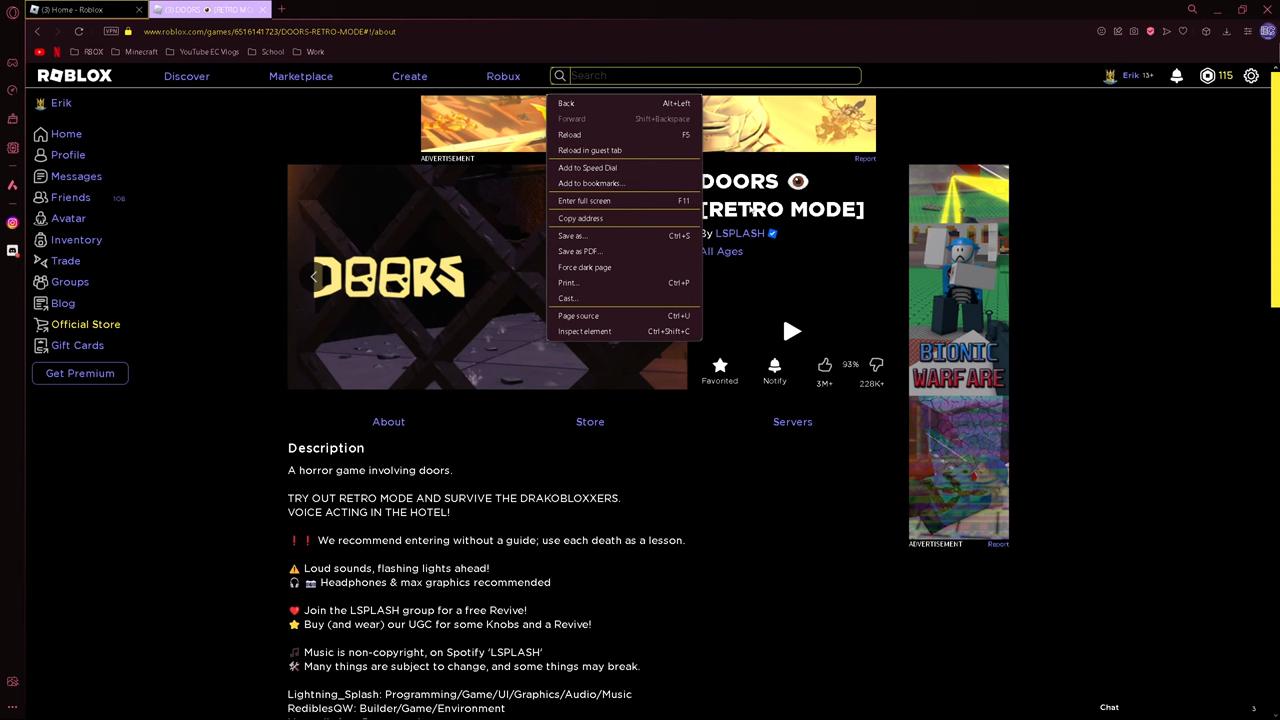 (3) Home - Roblox
(3) DOORS 👁 [RETRO MO
VPN
www.roblox.com/games/6516141723/DOORS-RETRO-MODE#!/about
Minecraft
YouTube EC Vlogs
School
Work
ROBLOX
Discover
Marketplace
Create
Robux
Search
Erik 13+
115
Erik
Home
Profile
Messages
Friends
108
Avatar
Inventory
Trade
Groups
Blog
Official Store
Gift Cards
Get Premium
ADVERTISEMENT
Report
Back Alt+Left
Forward Shift+Backspace
Reload F5
Reload in guest tab
Add to Speed Dial
Add to bookmarks...
Enter full screen F11
Copy address
Save as... Ctrl+S
Save as PDF...
Force dark page
Print... Ctrl+P
Cast...
Page source Ctrl+U
Inspect element Ctrl+Shift+C
DOORS
DOORS 👁
[RETRO MODE]
By LSPLASH
All Ages
Favorited
Notify
93%
3M+
228K+
BIONIC
WARFARE
ADVERTISEMENT
Report
About
Store
Servers
Description
A horror game involving doors.
TRY OUT RETRO MODE AND SURVIVE THE DRAKOBLOXXERS.
VOICE ACTING IN THE HOTEL!
❗ ❗ We recommend entering without a guide; use each death as a lesson.
⚠️ Loud sounds, flashing lights ahead!
🎧 📷 Headphones & max graphics recommended
❤️ Join the LSPLASH group for a free Revive!
⭐ Buy (and wear) our UGC for some Knobs and a Revive!
🎵 Music is non-copyright, on Spotify 'LSPLASH'
🛠 Many things are subject to change, and some things may break.
Lightning_Splash: Programming/Game/UI/Graphics/Audio/Music
RediblesQW: Builder/Game/Environment
Chat
3